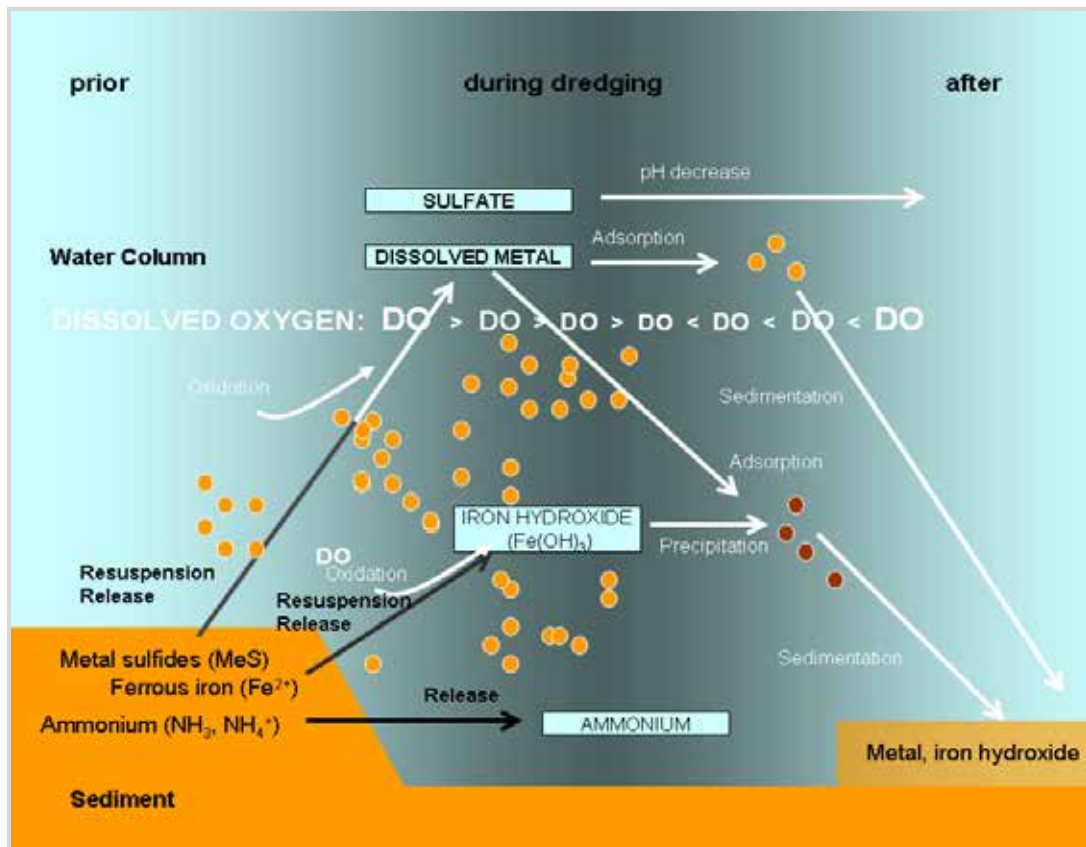 prior
during dredging
after
SULFATE
pH decrease
Water Column
DISSOLVED METAL
Adsorption
DISSOLVED OXYGEN: DO > DO > DO > DO < DO < DO < DO
Oxidation
Sedimentation
Adsorption
IRON HYDROXIDE
(Fe(OH)₃)
Precipitation
DO
Oxidation
Resuspension
Release
Resuspension
Release
Metal sulfides (MeS)
Ferrous iron (Fe²⁺)
Sedimentation
Release
Ammonium (NH₃, NH₄⁺)
AMMONIUM
Metal, iron hydroxide
Sediment